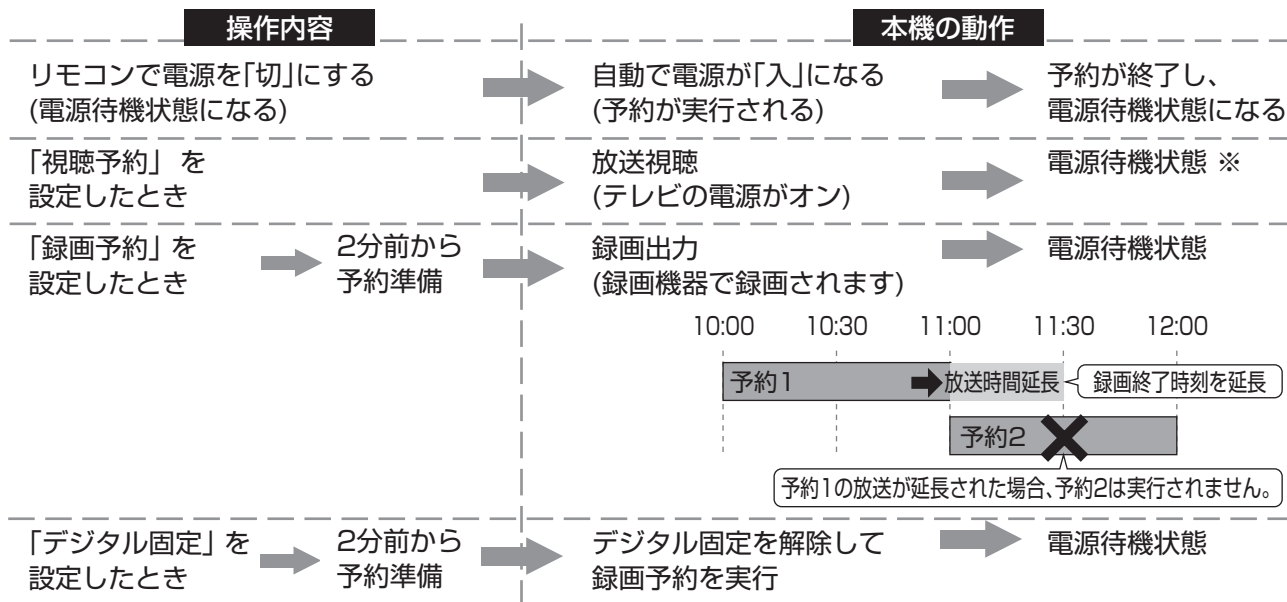 操作内容
本機の動作
リモコンで電源を「切」にする
(電源待機状態になる)
自動で電源が「入」になる
(予約が実行される)
予約が終了し、
電源待機状態になる
「視聴予約」を
設定したとき
放送視聴
(テレビの電源がオン)
電源待機状態 ※
「録画予約」を
設定したとき
2分前から
予約準備
録画出力
(録画機器で録画されます)
電源待機状態
10:00 10:30 11:00 11:30 12:00
予約1 放送時間延長 録画終了時刻を延長
予約2
予約1の放送が延長された場合、予約2は実行されません。
「デジタル固定」を
設定したとき
2分前から
予約準備
デジタル固定を解除して
録画予約を実行
電源待機状態